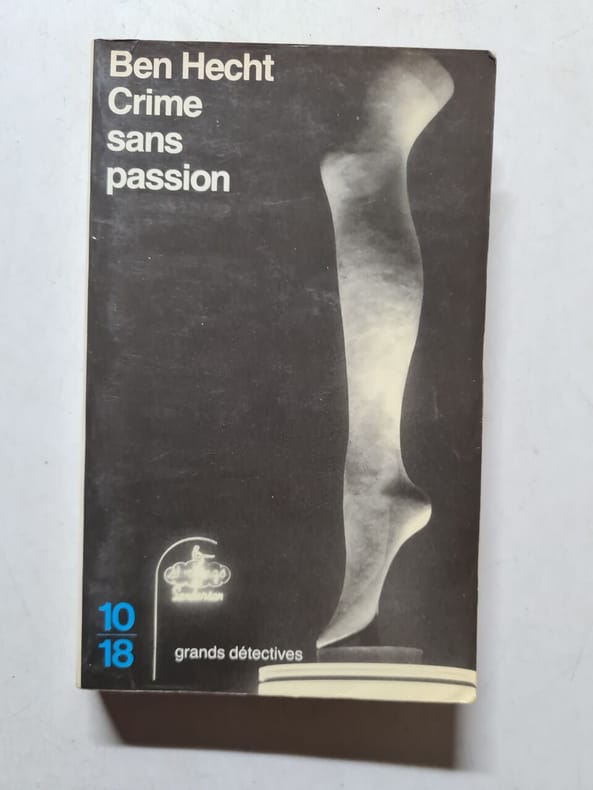 Ben Hecht
Crime
sans
passion
10
18
grands détectives